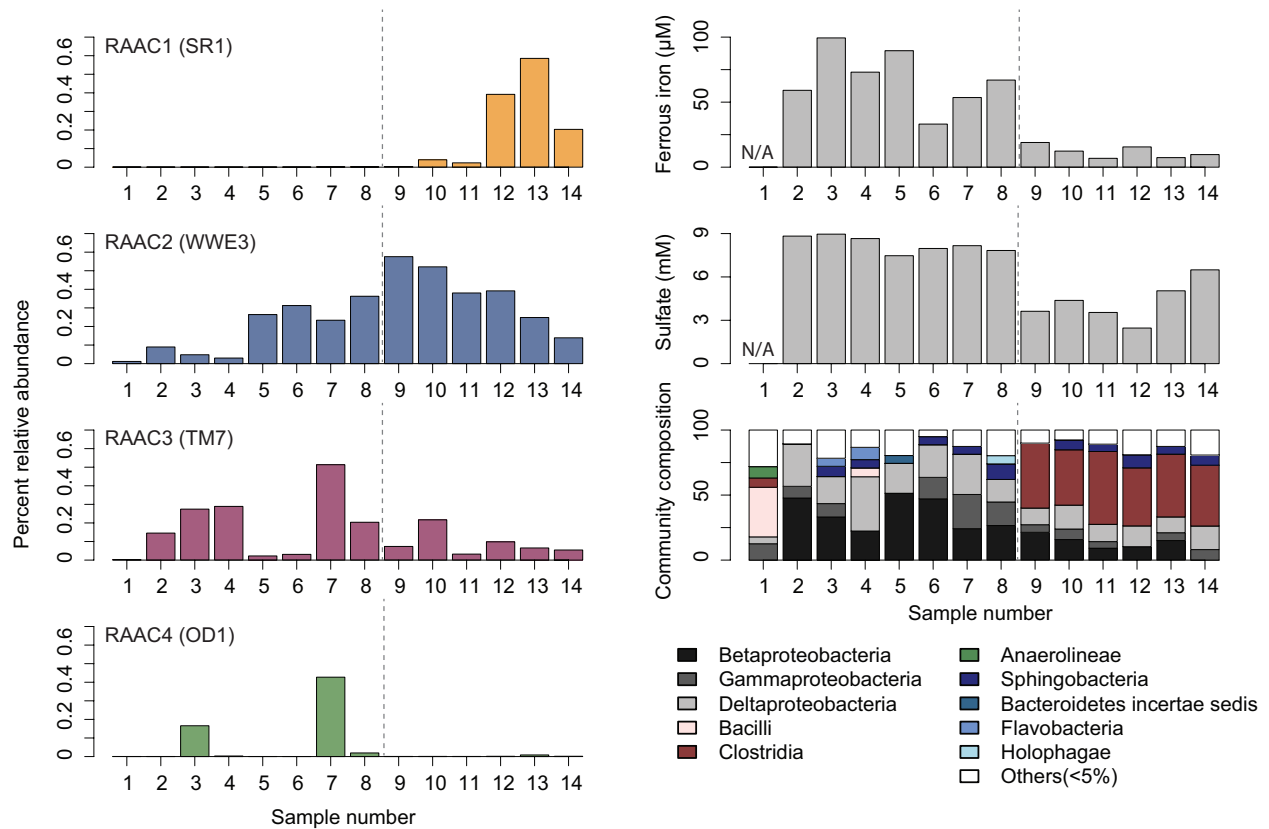 RAAC1 (SR1)
0 0.2 0.4 0.6
1 2 3 4 5 6 7 8 9 10 11 12 13 14
RAAC2 (WWE3)
0 0.2 0.4 0.6
1 2 3 4 5 6 7 8 9 10 11 12 13 14
Percent relative abundance
RAAC3 (TM7)
0 0.2 0.4 0.6
1 2 3 4 5 6 7 8 9 10 11 12 13 14
RAAC4 (OD1)
0 0.2 0.4 0.6
1 2 3 4 5 6 7 8 9 10 11 12 13 14
Sample number
Ferrous iron (µM)
0 50 100
N/A
1 2 3 4 5 6 7 8 9 10 11 12 13 14
Sulfate (mM)
0 3 6 9
N/A
1 2 3 4 5 6 7 8 9 10 11 12 13 14
Community composition
0 50 100
1 2 3 4 5 6 7 8 9 10 11 12 13 14
Sample number
Betaproteobacteria
Gammaproteobacteria
Deltaproteobacteria
Bacilli
Clostridia
Anaerolineae
Sphingobacteria
Bacteroidetes incertae sedis
Flavobacteria
Holophagae
Others(<5%)